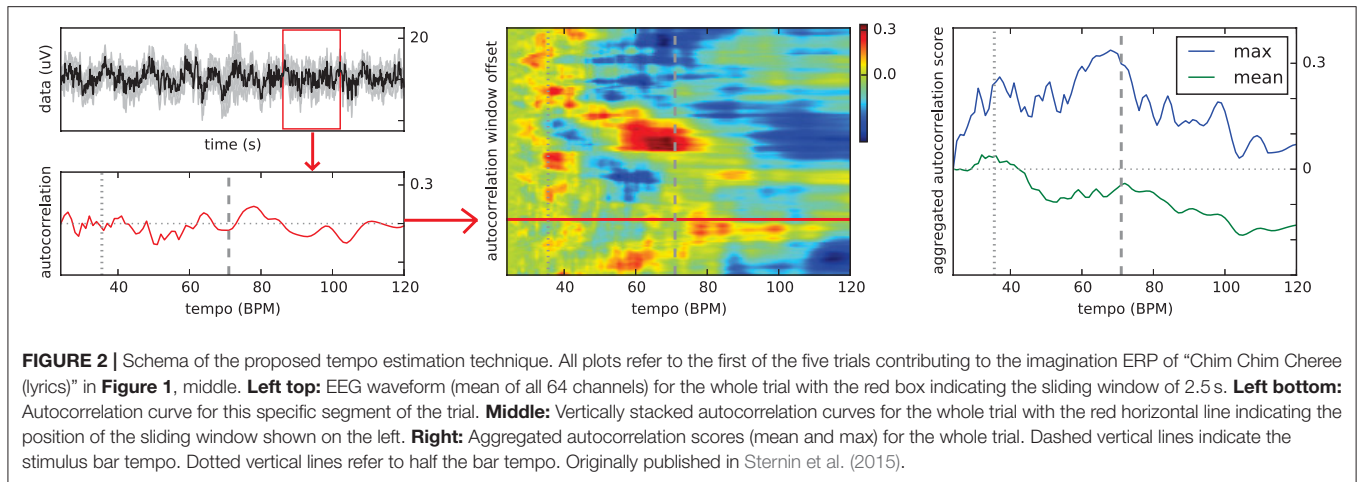 data (uV)
20
time (s)
autocorrelation
0.3
40 60 80 100 120
tempo (BPM)
autocorrelation window offset
0.3
0.0
40 60 80 100 120
tempo (BPM)
aggregated autocorrelation score
max
mean
0.3
0
40 60 80 100 120
tempo (BPM)
FIGURE 2 | Schema of the proposed tempo estimation technique. All plots refer to the first of the five trials contributing to the imagination ERP of “Chim Chim Cheree
(lyrics)” in Figure 1, middle. Left top: EEG waveform (mean of all 64 channels) for the whole trial with the red box indicating the sliding window of 2.5 s. Left bottom:
Autocorrelation curve for this specific segment of the trial. Middle: Vertically stacked autocorrelation curves for the whole trial with the red horizontal line indicating the
position of the sliding window shown on the left. Right: Aggregated autocorrelation scores (mean and max) for the whole trial. Dashed vertical lines indicate the
stimulus bar tempo. Dotted vertical lines refer to half the bar tempo. Originally published in Sternin et al. (2015).